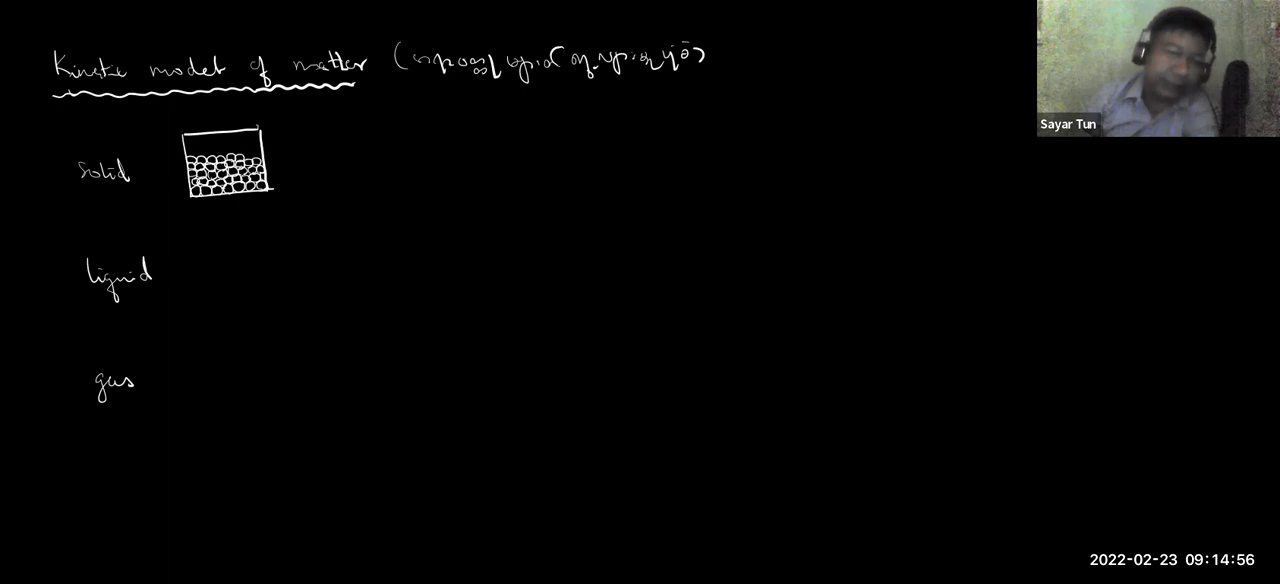 Kinetic model of matter
Sayar Tun
solid
liquid
gas
2022-02-23 09:14:56